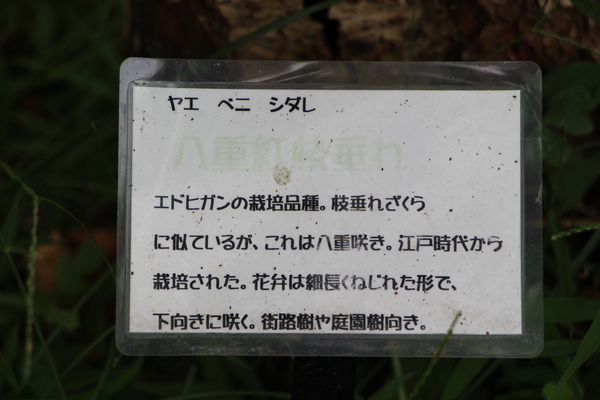 ヤエ ベニ シダレ
八重紅枝垂れ
エドヒガンの栽培品種。枝垂れざくら
に似ているが、これは八重咲き。江戸時代から
栽培された。花弁は細長くねじれた形で、
下向きに咲く。街路樹や庭園樹向き。